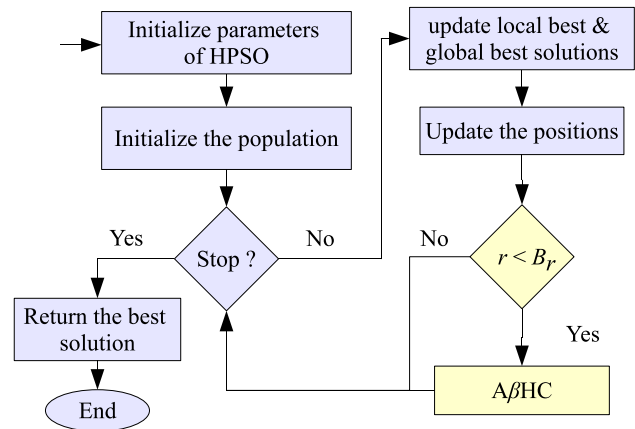 Initialize parameters
of HPSO
Initialize the population
Stop ?
Yes
No
Return the best
solution
End
update local best &
global best solutions
Update the positions
r < Br
No
Yes
AβHC